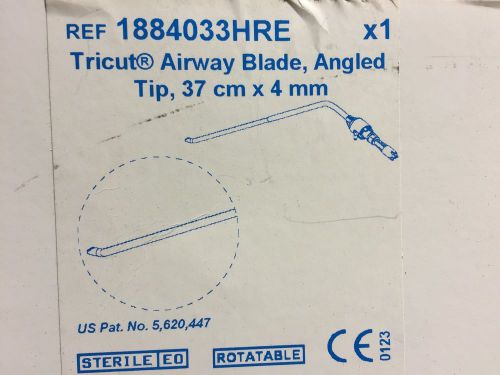 REF 1884033HRE x1
Tricut® Airway Blade, Angled
Tip, 37 cm x 4 mm
US Pat. No. 5,620,447
STERILE EO ROTATABLE CE 0123